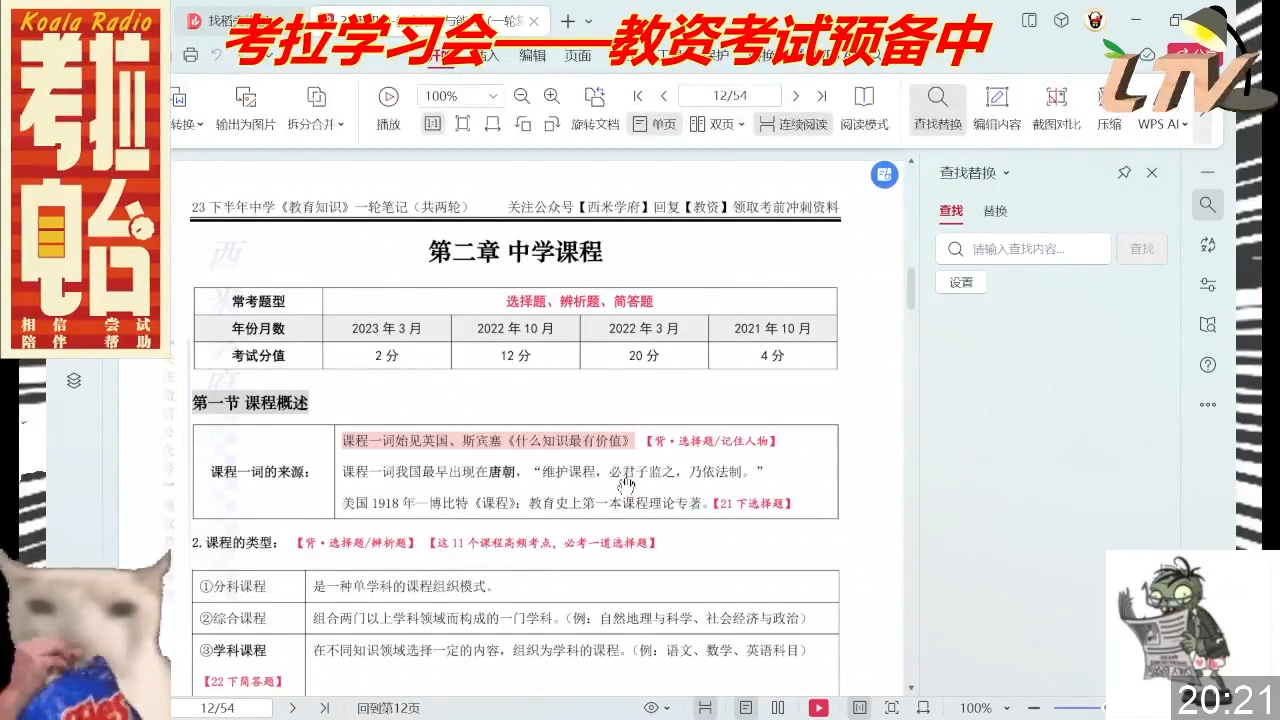 Koala Radio
考拉电台
相信 尝试
陪伴 帮助
考拉学习会——教资考试预备中
LTV
编辑 页面
转换 输出为图片 拆分合并 播放 100% 旋转文档 12/54 单页 双页 连续阅读 阅读模式 查找替换 编辑内容 截图对比 压缩 WPS AI
查找替换
查找 替换
请输入查找内容... 查找
设置
23 下半年中学《教育知识》一轮笔记（共两轮） 关注公众号【西米学府】回复【教资】领取考前冲刺资料
第二章 中学课程
常考题型 选择题、辨析题、简答题
年份月数 2023 年 3 月 2022 年 10 月 2022 年 3 月 2021 年 10 月
考试分值 2 分 12 分 20 分 4 分
第一节 课程概述
课程一词的来源： 课程一词始见英国、斯宾塞《什么知识最有价值》【背·选择题/记住人物】
课程一词我国最早出现在唐朝，“维护课程，必君子监之，乃依法制。”
美国 1918 年—博比特《课程》：教育史上第一本课程理论专著。【21 下选择题】
2. 课程的类型： 【背·选择题/辨析题】 【这 11 个课程高频考点，必考一道选择题】
①分科课程 是一种单学科的课程组织模式。
②综合课程 组合两门以上学科领域而构成的一门学科。（例：自然地理与科学、社会经济与政治）
③学科课程 在不同知识领域选择一定的内容，组织为学科的课程。（例：语文、数学、英语科目）
【22 下简答题】
12/54 回到第12页 100%
20:21